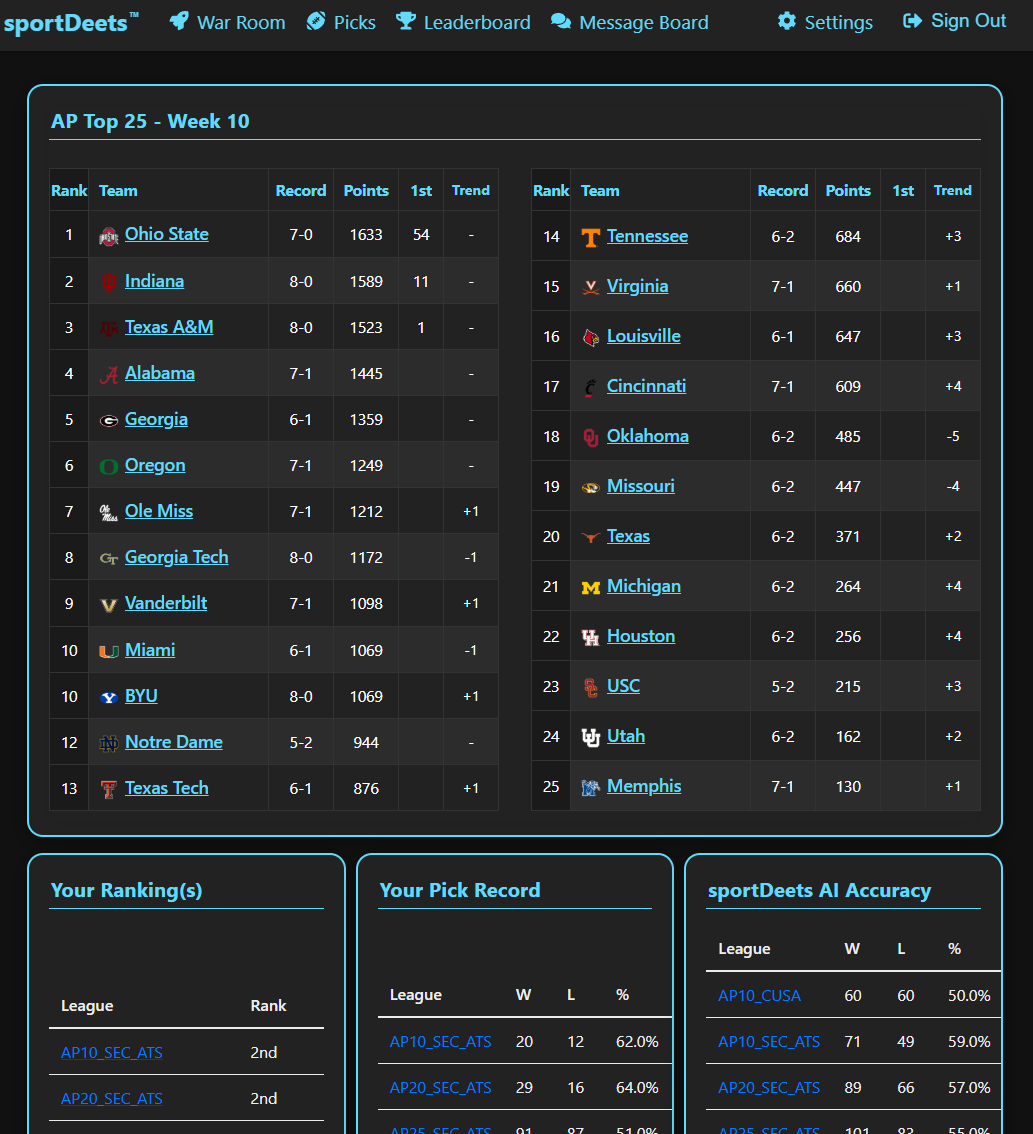 sportDeets™ War Room Picks Leaderboard Message Board Settings Sign Out
AP Top 25 - Week 10
Rank Team Record Points 1st Trend
1 Ohio State 7-0 1633 54 -
2 Indiana 8-0 1589 11 -
3 Texas A&M 8-0 1523 1 -
4 Alabama 7-1 1445 -
5 Georgia 6-1 1359 -
6 Oregon 7-1 1249 -
7 Ole Miss 7-1 1212 +1
8 Georgia Tech 8-0 1172 -1
9 Vanderbilt 7-1 1098 +1
10 Miami 6-1 1069 -1
10 BYU 8-0 1069 +1
12 Notre Dame 5-2 944 -
13 Texas Tech 6-1 876 +1
Rank Team Record Points 1st Trend
14 Tennessee 6-2 684 +3
15 Virginia 7-1 660 +1
16 Louisville 6-1 647 +3
17 Cincinnati 7-1 609 +4
18 Oklahoma 6-2 485 -5
19 Missouri 6-2 447 -4
20 Texas 6-2 371 +2
21 Michigan 6-2 264 +4
22 Houston 6-2 256 +4
23 USC 5-2 215 +3
24 Utah 6-2 162 +2
25 Memphis 7-1 130 +1
Your Ranking(s)
League Rank
AP10_SEC_ATS 2nd
AP20_SEC_ATS 2nd
Your Pick Record
League W L %
AP10_SEC_ATS 20 12 62.0%
AP20_SEC_ATS 29 16 64.0%
AP25_SEC_ATS 91 87 51.0%
sportDeets AI Accuracy
League W L %
AP10_CUSA 60 60 50.0%
AP10_SEC_ATS 71 49 59.0%
AP20_SEC_ATS 89 66 57.0%
AP25_SEC_ATS 101 83 55.0%